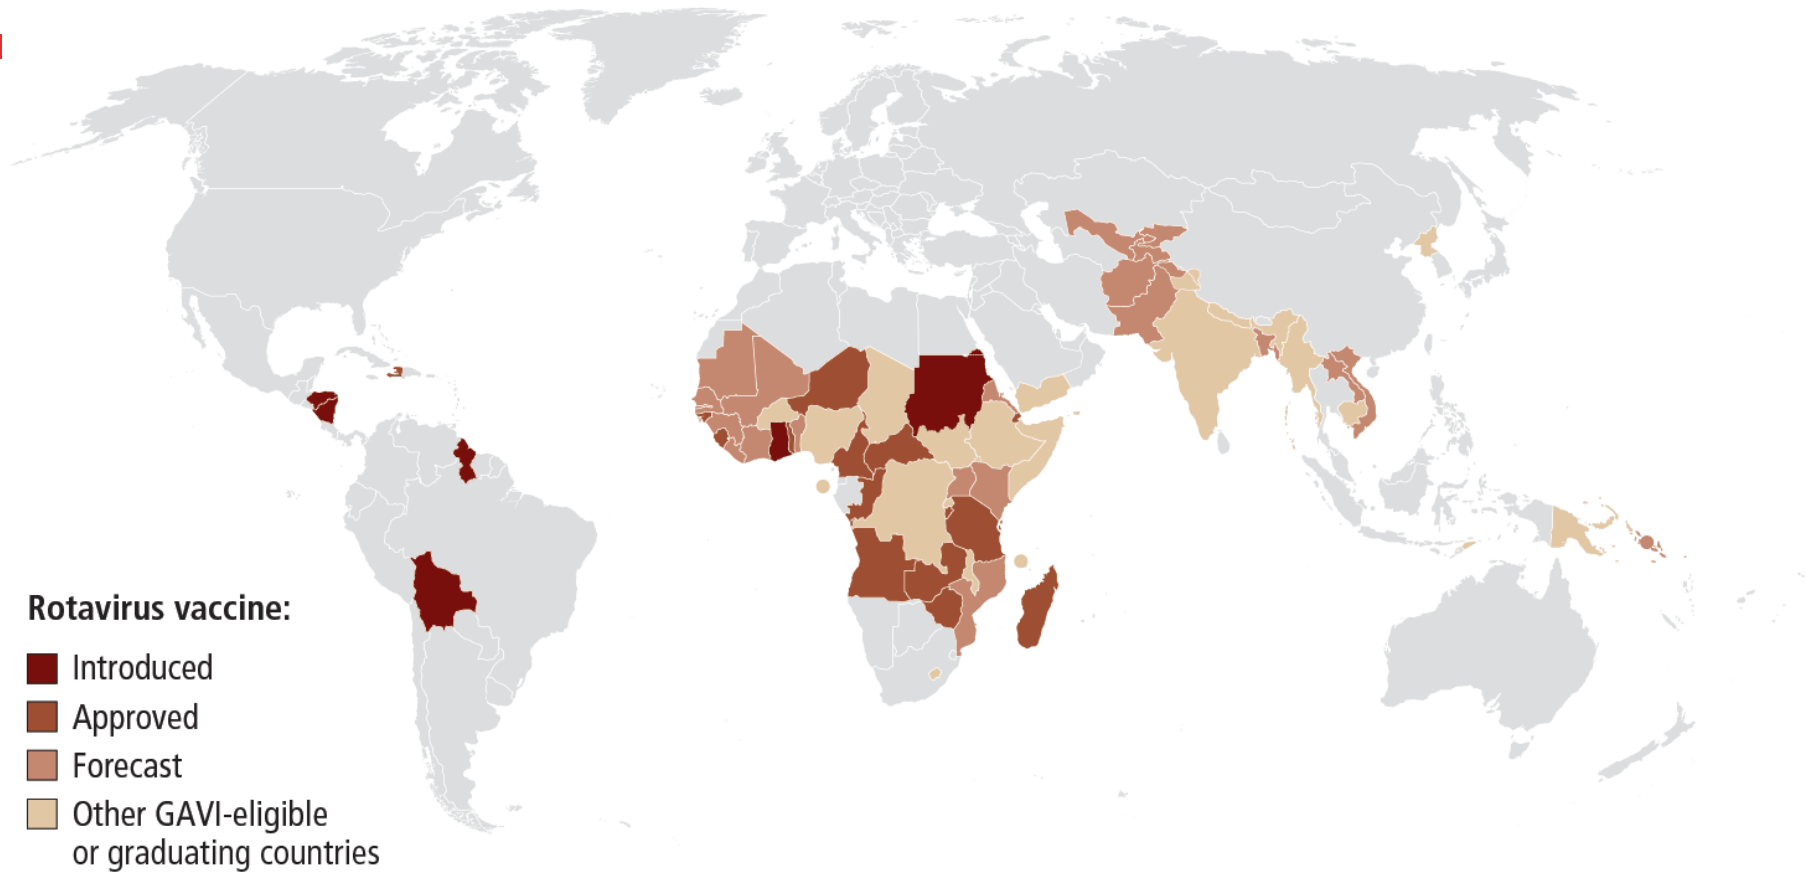 Rotavirus vaccine:
Introduced
Approved
Forecast
Other GAVI-eligible
or graduating countries